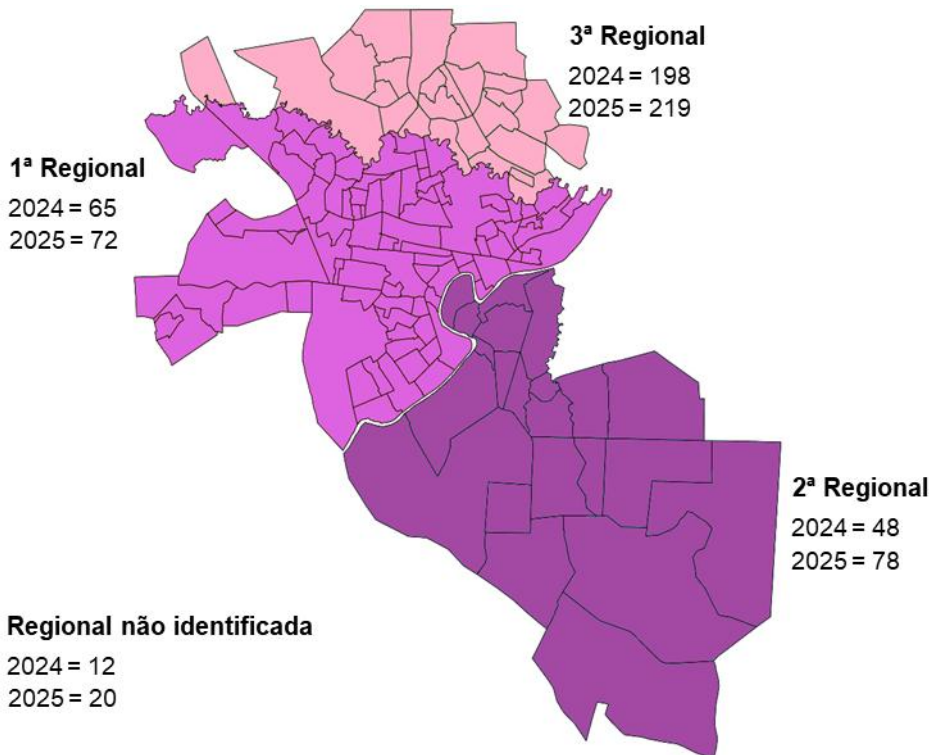 3ª Regional
2024 = 198
2025 = 219
1ª Regional
2024 = 65
2025 = 72
2ª Regional
2024 = 48
2025 = 78
Regional não identificada
2024 = 12
2025 = 20